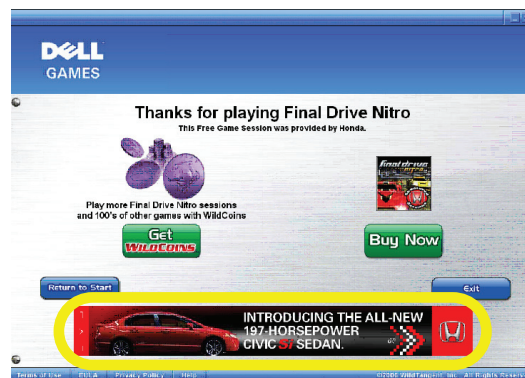 DELL
GAMES
Thanks for playing Final Drive Nitro
This Free Game Session was provided by Honda.
Play more Final Drive Nitro sessions
and 100's of other games with WildCoins
Get
WILDCOINS
final drive
Buy Now
Return to Start
Exit
INTRODUCING THE ALL-NEW
197-HORSEPOWER
CIVIC Si SEDAN.
Terms of Use EULA Privacy Policy Help ©2006 WildTangent, Inc. All Rights Reserv